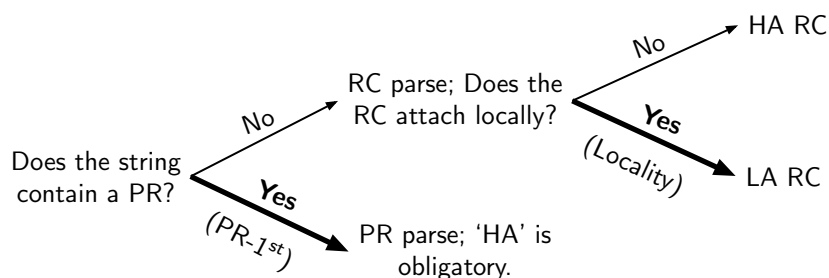 Does the string
contain a PR?
No
Yes
(PR-1st)
RC parse; Does the
RC attach locally?
PR parse; ‘HA’ is
obligatory.
No
Yes
(Locality)
HA RC
LA RC